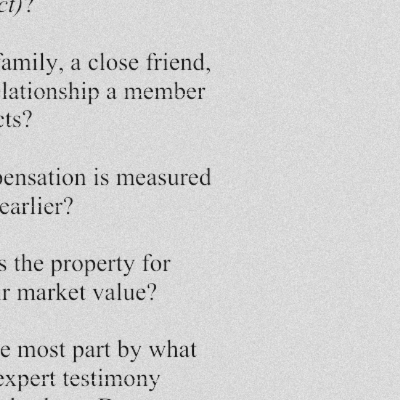 ct)?
family, a close friend,
elationship a member
cts?
pensation is measured
earlier?
s the property for
r market value?
e most part by what
expert testimony